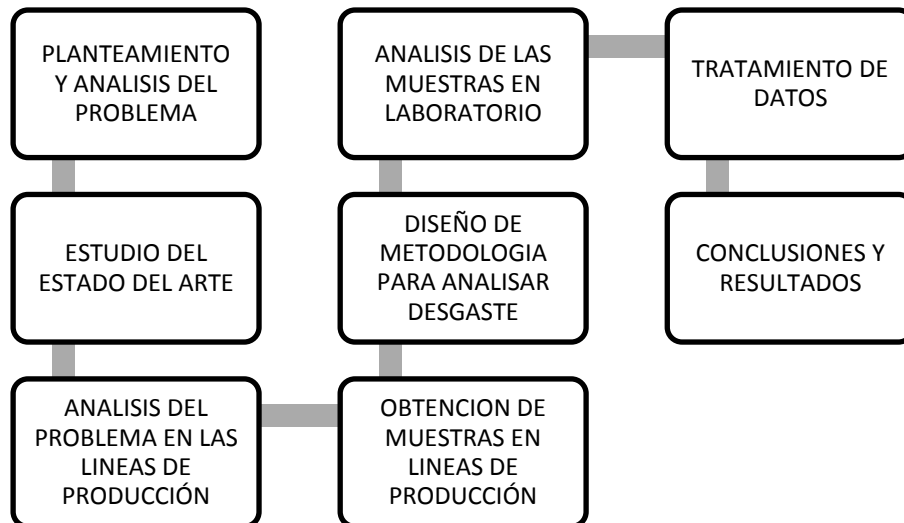 PLANTEAMIENTO
Y ANALISIS DEL
PROBLEMA
ESTUDIO DEL
ESTADO DEL ARTE
ANALISIS DEL
PROBLEMA EN LAS
LINEAS DE
PRODUCCIÓN
OBTENCION DE
MUESTRAS EN
LINEAS DE
PRODUCCIÓN
DISEÑO DE
METODOLOGIA
PARA ANALISAR
DESGASTE
ANALISIS DE LAS
MUESTRAS EN
LABORATORIO
TRATAMIENTO DE
DATOS
CONCLUSIONES Y
RESULTADOS